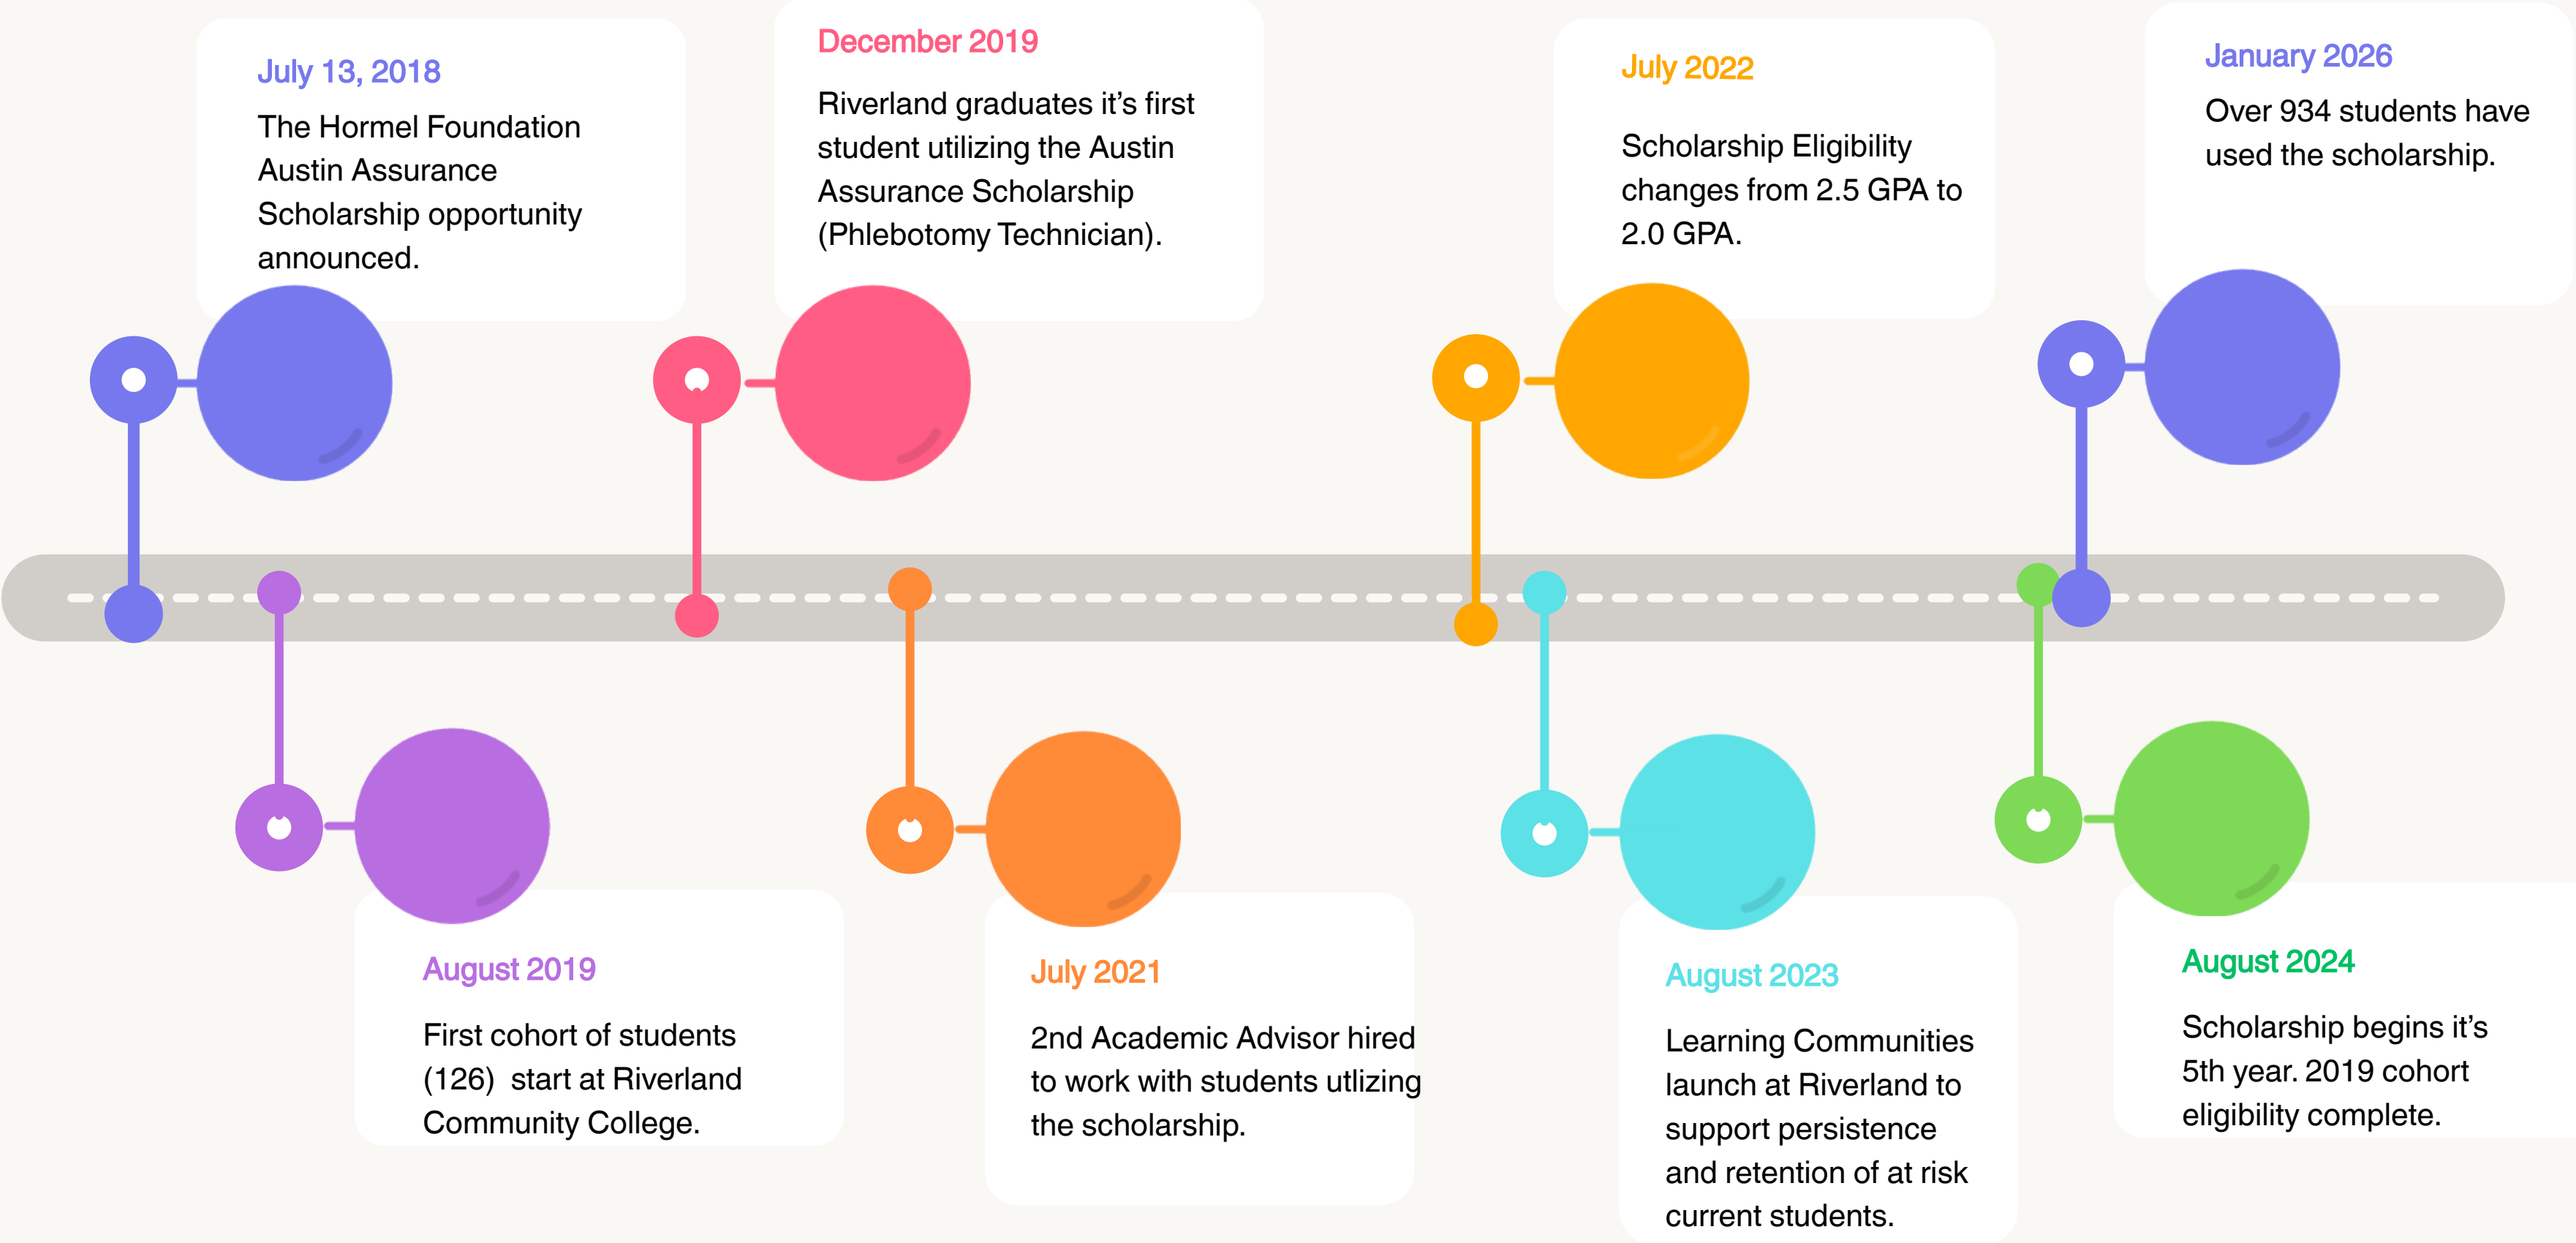 July 13, 2018
The Hormel Foundation
Austin Assurance
Scholarship opportunity
announced.
August 2019
First cohort of students
(126)  start at Riverland
Community College.
December 2019
Riverland graduates it’s first
student utilizing the Austin
Assurance Scholarship
(Phlebotomy Technician).
July 2021
2nd Academic Advisor hired
to work with students utlizing
the scholarship.
July 2022
Scholarship Eligibility
changes from 2.5 GPA to
2.0 GPA.
August 2023
Learning Communities
launch at Riverland to
support persistence
and retention of at risk
current students.
August 2024
Scholarship begins it’s
5th year. 2019 cohort
eligibility complete.
January 2026
Over 934 students have
used the scholarship.